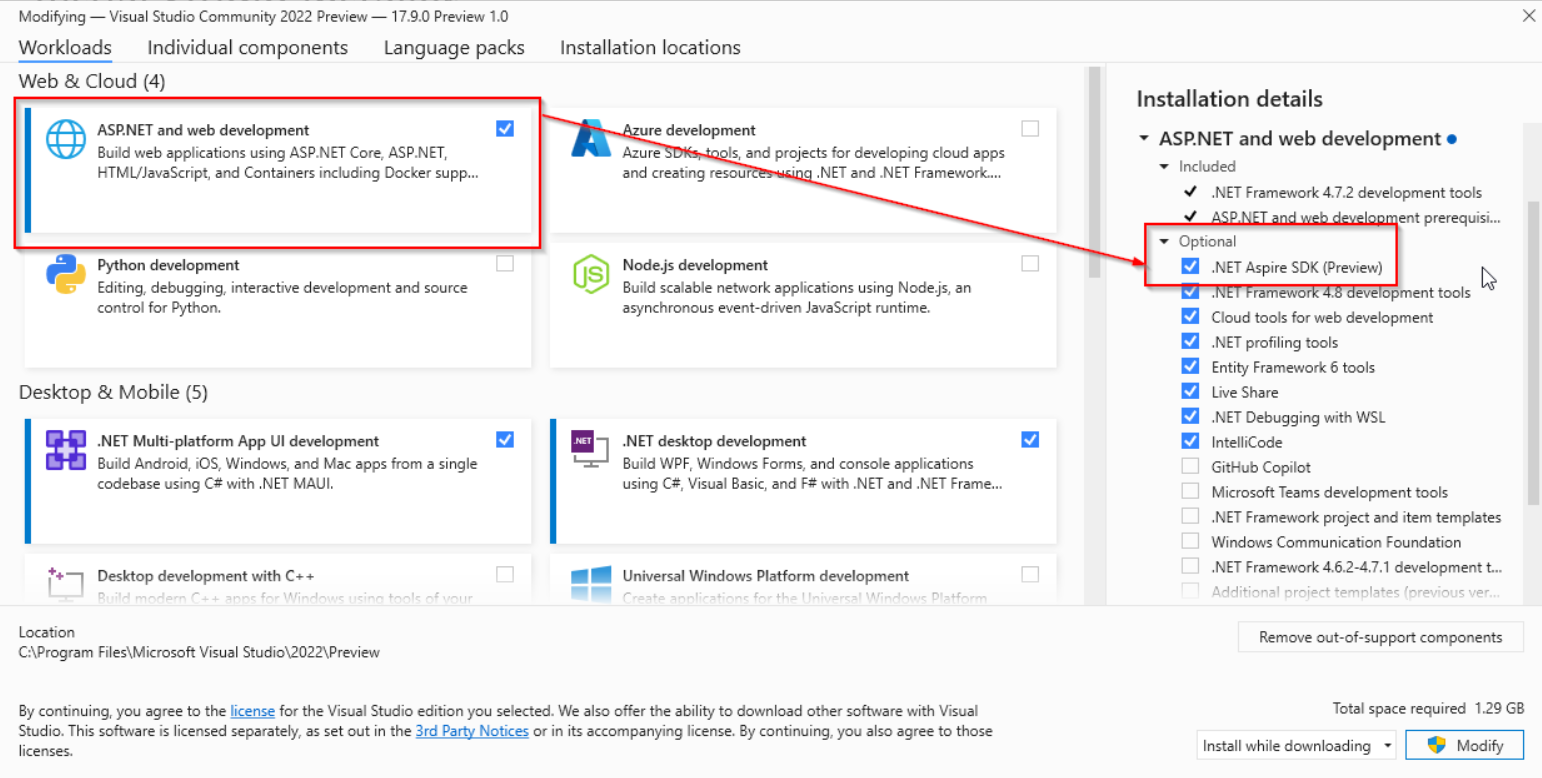 Modifying — Visual Studio Community 2022 Preview — 17.9.0 Preview 1.0
Workloads
Individual components
Language packs
Installation locations
Web & Cloud (4)
ASP.NET and web development
Build web applications using ASP.NET Core, ASP.NET,
HTML/JavaScript, and Containers including Docker supp...
Azure development
Azure SDKs, tools, and projects for developing cloud apps
and creating resources using .NET and .NET Framework....
Python development
Editing, debugging, interactive development and source
control for Python.
Node.js development
Build scalable network applications using Node.js, an
asynchronous event-driven JavaScript runtime.
Desktop & Mobile (5)
.NET Multi-platform App UI development
Build Android, iOS, Windows, and Mac apps from a single
codebase using C# with .NET MAUI.
.NET
.NET desktop development
Build WPF, Windows Forms, and console applications
using C#, Visual Basic, and F# with .NET and .NET Frame...
Desktop development with C++
Build modern C++ apps for Windows using tools of your
Universal Windows Platform development
Create applications for the Universal Windows Platform
Installation details
ASP.NET and web development
Included
.NET Framework 4.7.2 development tools
ASP.NET and web development prerequisi...
Optional
.NET Aspire SDK (Preview)
.NET Framework 4.8 development tools
Cloud tools for web development
.NET profiling tools
Entity Framework 6 tools
Live Share
.NET Debugging with WSL
IntelliCode
GitHub Copilot
Microsoft Teams development tools
.NET Framework project and item templates
Windows Communication Foundation
.NET Framework 4.6.2-4.7.1 development t...
Additional project templates (previous ver...
Location
C:\Program Files\Microsoft Visual Studio\2022\Preview
Remove out-of-support components
By continuing, you agree to the license for the Visual Studio edition you selected. We also offer the ability to download other software with Visual
Studio. This software is licensed separately, as set out in the 3rd Party Notices or in its accompanying license. By continuing, you also agree to those
licenses.
Total space required 1.29 GB
Install while downloading
Modify